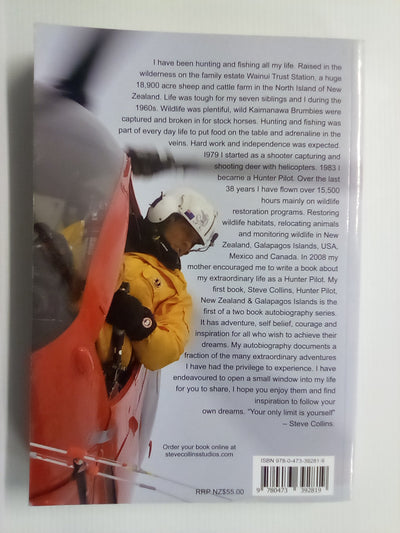 I have been hunting and fishing all my life. Raised in the
wilderness on the family estate Wainui Trust Station, a huge
18,900 acre sheep and cattle farm in the North Island of New
Zealand. Life was tough for my seven siblings and I during the
1960s. Wildlife was plentiful, wild Kaimanawa Brumbies were
captured and broken in for stock horses. Hunting and fishing was
part of every day life to put food on the table and adrenaline in the
veins. Hard work and independence was expected.
I979 I started as a shooter capturing and
shooting deer with helicopters. 1983 I
became a Hunter Pilot. Over the last
38 years I have flown over 15,500
hours mainly on wildlife
restoration programs. Restoring
wildlife habitats, relocating animals
and monitoring wildlife in New
Zealand, Galapagos Islands, USA,
Mexico and Canada. In 2008 my
mother encouraged me to write a book about
my extraordinary life as a Hunter Pilot. My
first book, Steve Collins, Hunter Pilot,
New Zealand & Galapagos Islands is the
first of a two book autobiography series.
It has adventure, self belief, courage and
inspiration for all who wish to achieve their
dreams. My autobiography documents a
fraction of the many extraordinary adventures
I have had the privilege to experience. I have
endeavoured to open a small window into my life
for you to share, I hope you enjoy them and find
inspiration to follow your
own dreams. "Your only limit is yourself"
– Steve Collins.
Order your book online at
stevecollinsstudios.com.
ISBN 978-0-473-39281-9
RRP NZ$55.00
9 780473 392819